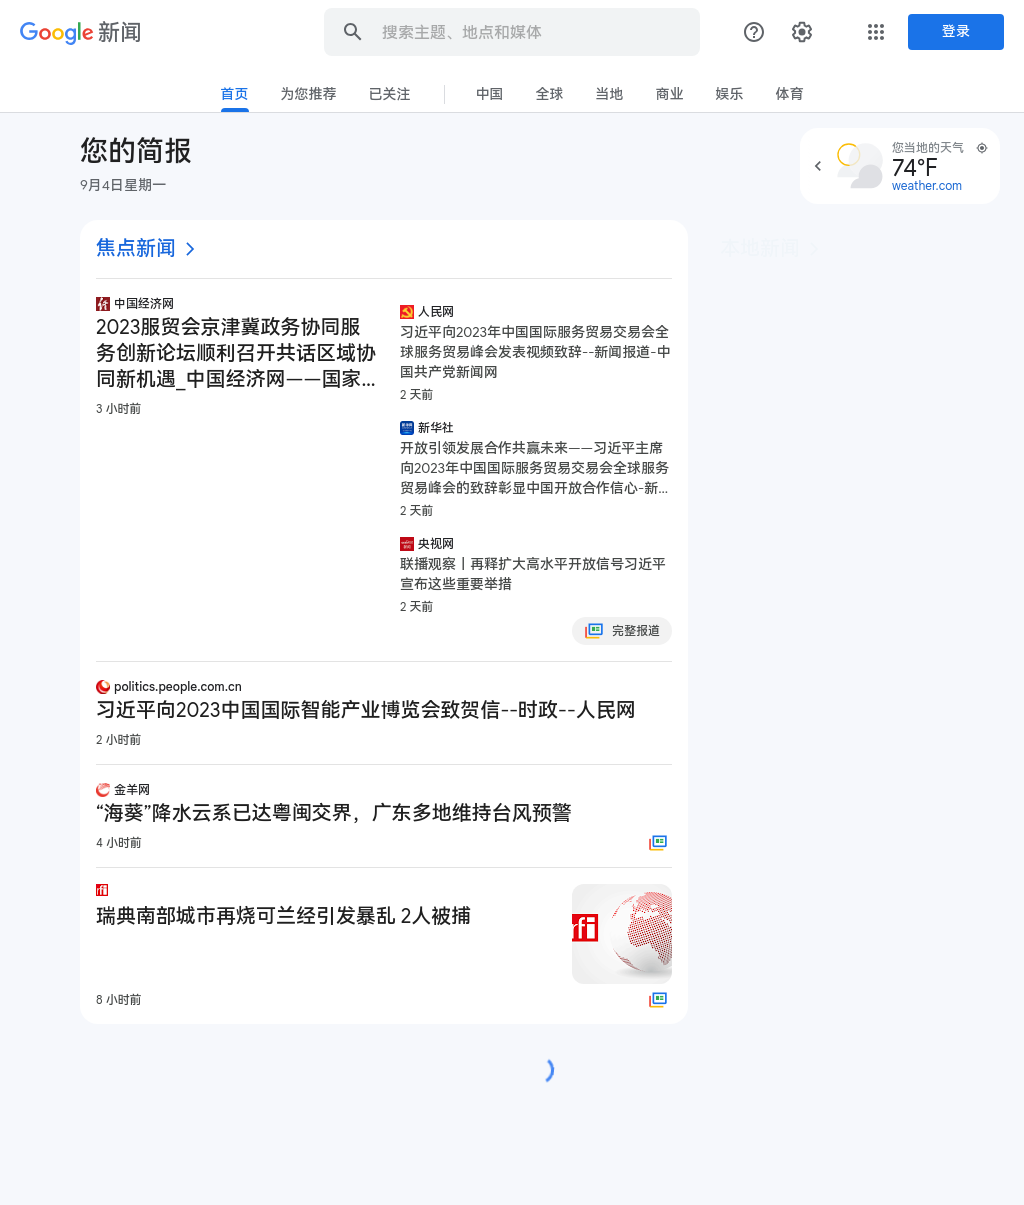 Google 新闻
搜索主题、地点和媒体
登录
首页
为您推荐
已关注
中国
全球
当地
商业
娱乐
体育
您的简报
9月4日星期一
您当地的天气
74°F
weather.com
焦点新闻
本地新闻
中国经济网
2023服贸会京津冀政务协同服
务创新论坛顺利召开共话区域协
同新机遇_中国经济网——国家...
3 小时前
人民网
习近平向2023年中国国际服务贸易交易会全
球服务贸易峰会发表视频致辞--新闻报道-中
国共产党新闻网
2 天前
新华社
开放引领发展合作共赢未来——习近平主席
向2023年中国国际服务贸易交易会全球服务
贸易峰会的致辞彰显中国开放合作信心-新...
2 天前
央视网
联播观察丨再释扩大高水平开放信号习近平
宣布这些重要举措
2 天前
完整报道
politics.people.com.cn
习近平向2023中国国际智能产业博览会致贺信--时政--人民网
2 小时前
金羊网
“海葵”降水云系已达粤闽交界，广东多地维持台风预警
4 小时前
rfi
瑞典南部城市再烧可兰经引发暴乱 2人被捕
rfi
8 小时前